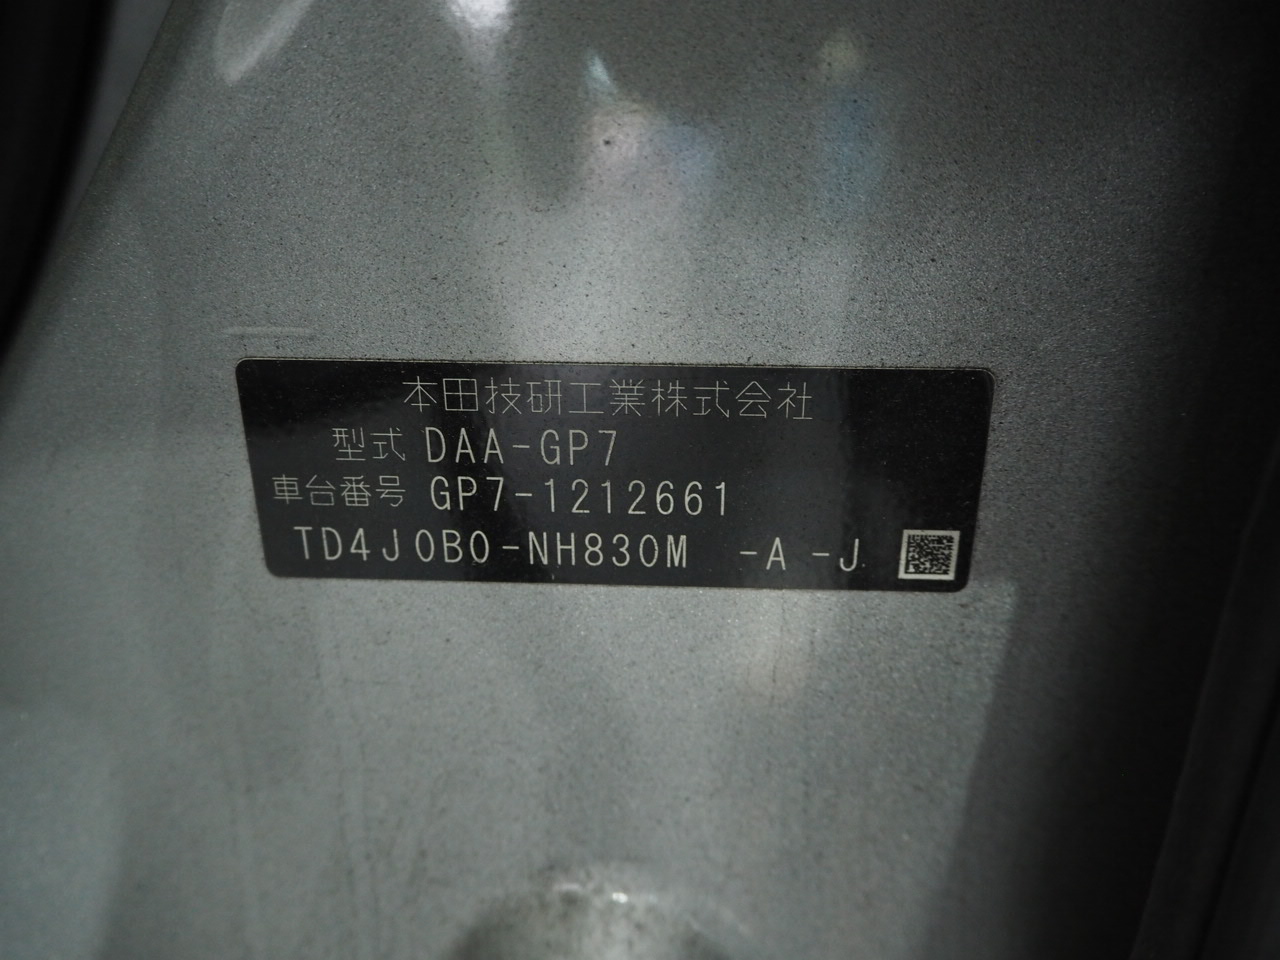 本田技研工業株式会社
型式 DAA-GP7
車台番号 GP7-1212661
TD4J0B0-NH830M -A -J